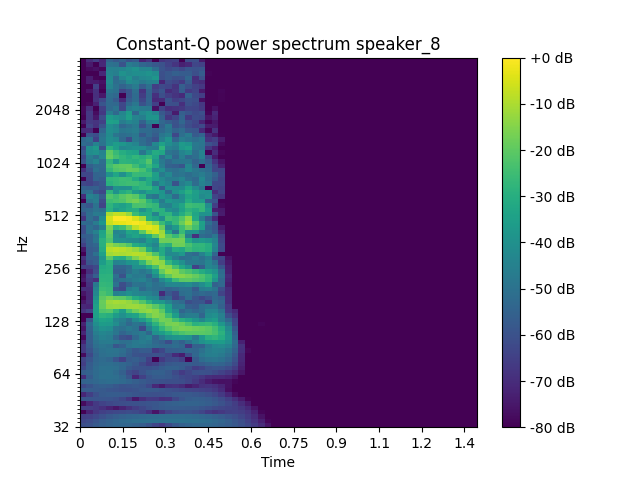 Constant-Q power spectrum speaker_8
Hz
2048
1024
512
256
128
64
32
0 0.15 0.3 0.45 0.6 0.75 0.9 1.1 1.2 1.4
Time
+0 dB
-10 dB
-20 dB
-30 dB
-40 dB
-50 dB
-60 dB
-70 dB
-80 dB